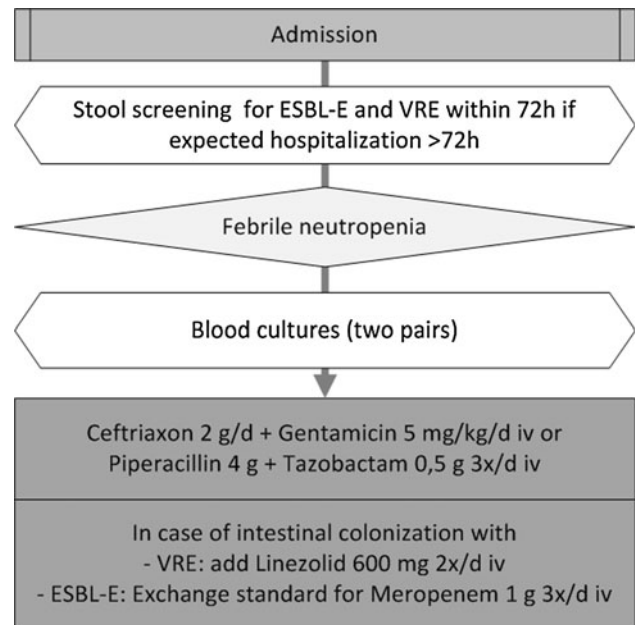 Admission
Stool screening for ESBL-E and VRE within 72h if
expected hospitalization >72h
Febrile neutropenia
Blood cultures (two pairs)
Ceftriaxon 2 g/d + Gentamicin 5 mg/kg/d iv or
Piperacillin 4 g + Tazobactam 0,5 g 3x/d iv
In case of intestinal colonization with
- VRE: add Linezolid 600 mg 2x/d iv
- ESBL-E: Exchange standard for Meropenem 1 g 3x/d iv